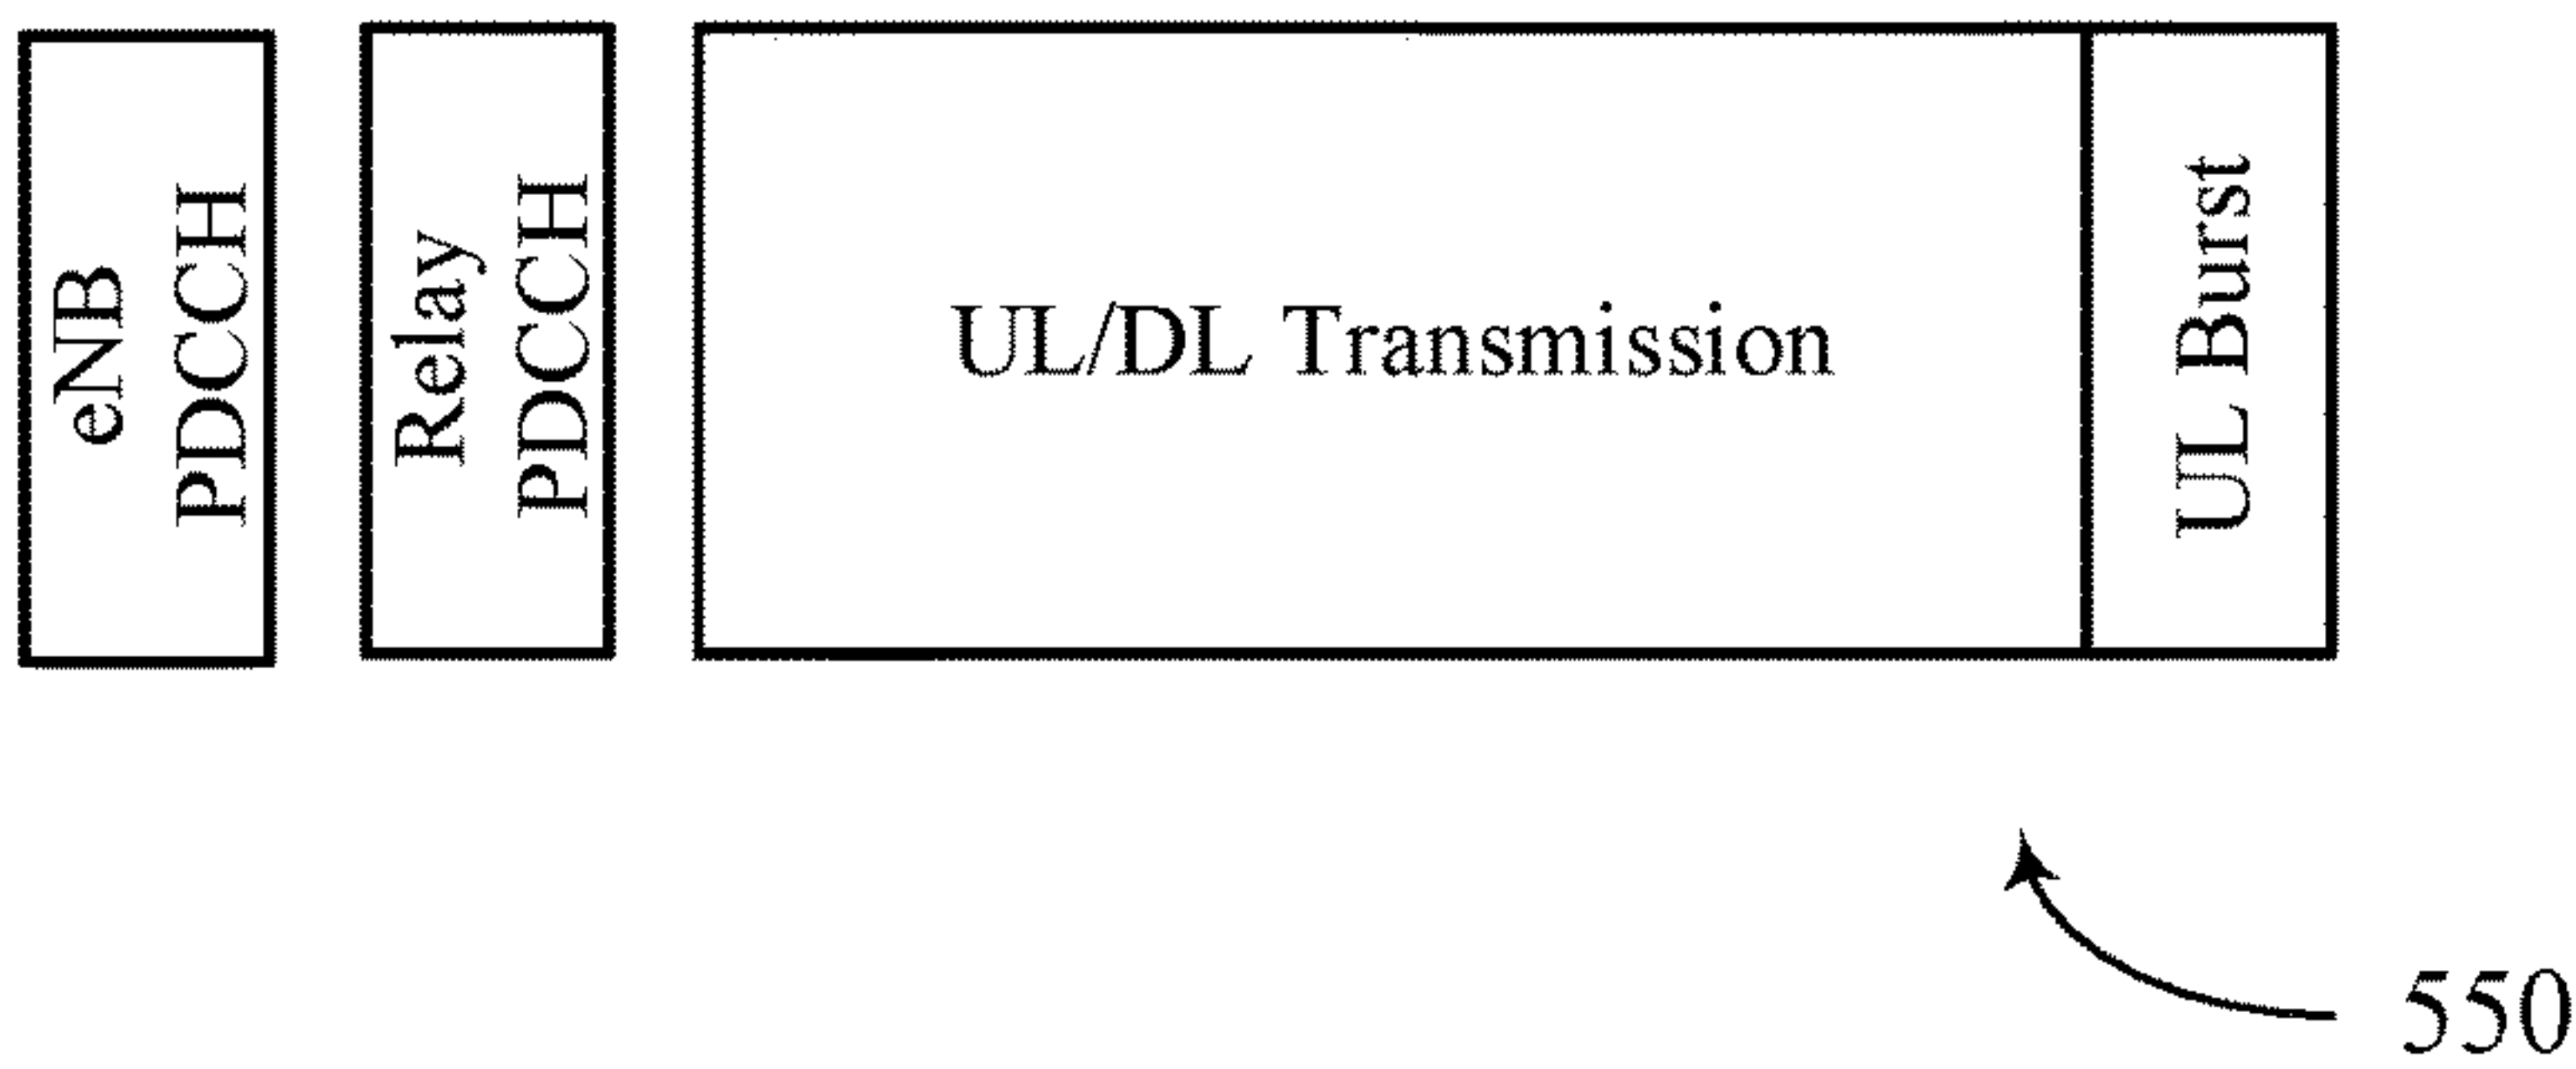 eNB
PDCCH
Relay
PDCCH
UL/DL Transmission
UL Burst
550